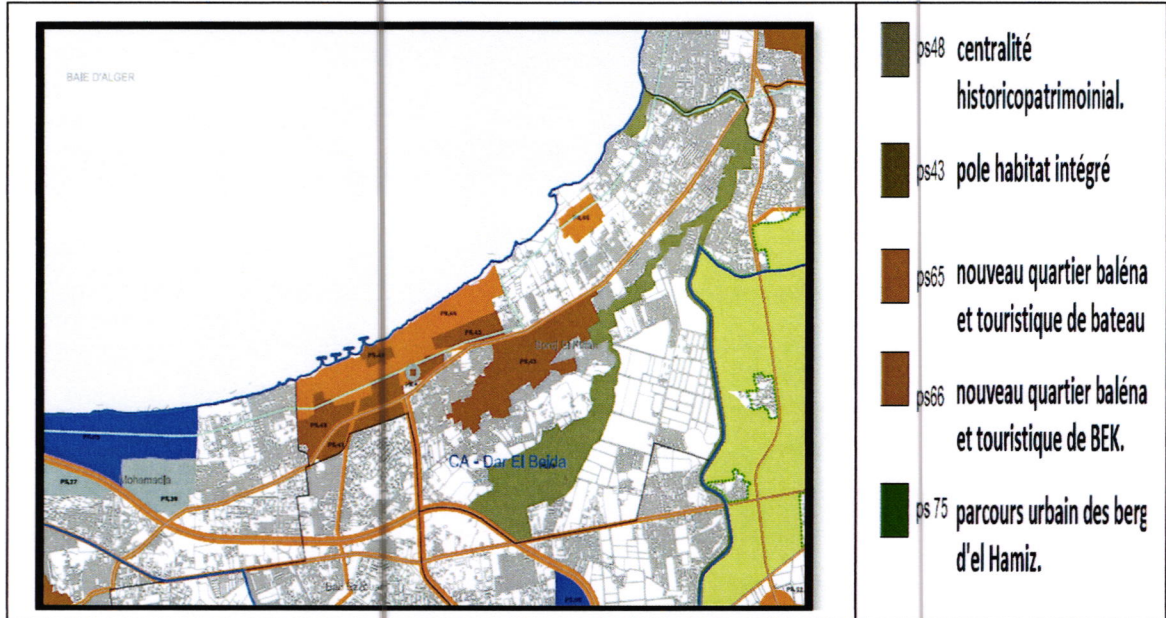 BAIE D'ALGER
CA - Dar El Beida
ps48 centralité
historicopatrimoinial.
ps43 pole habitat intégré
ps65 nouveau quartier baléna
et touristique de bateau
ps66 nouveau quartier baléna
et touristique de BEK.
ps 75 parcours urbain des berg
d'el Hamiz.